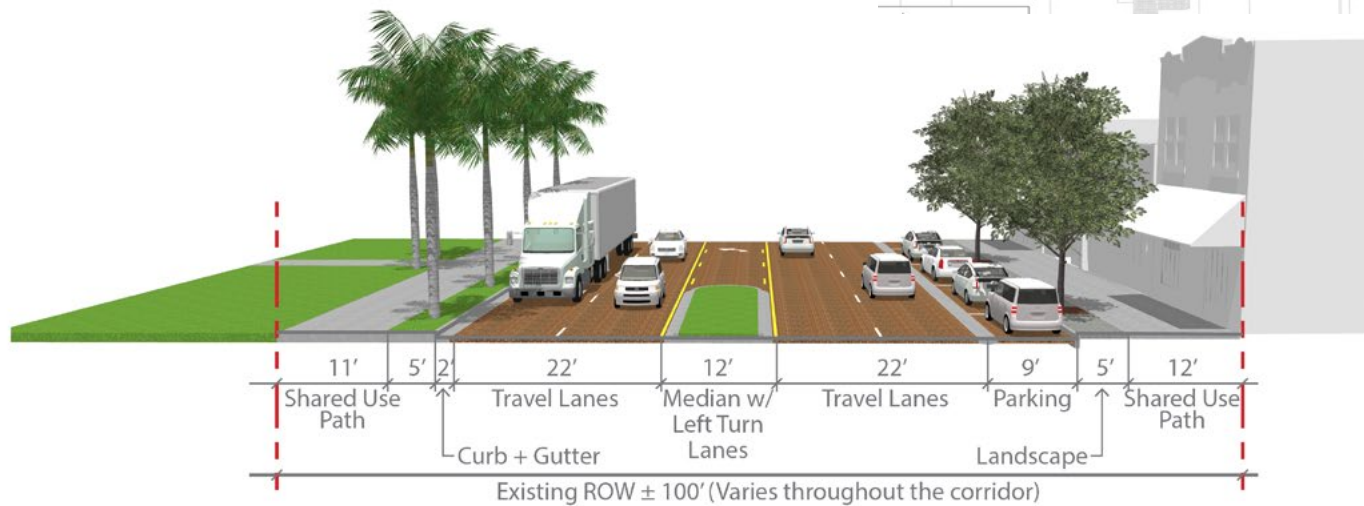 11’ 5’ 2’ 22’ 12’ 22’ 9’ 5’ 12’
Shared Use Travel Lanes Median w/ Travel Lanes Parking Shared Use
Path Left Turn Path
Lanes
Curb + Gutter Landscape
Existing ROW ± 100’ (Varies throughout the corridor)